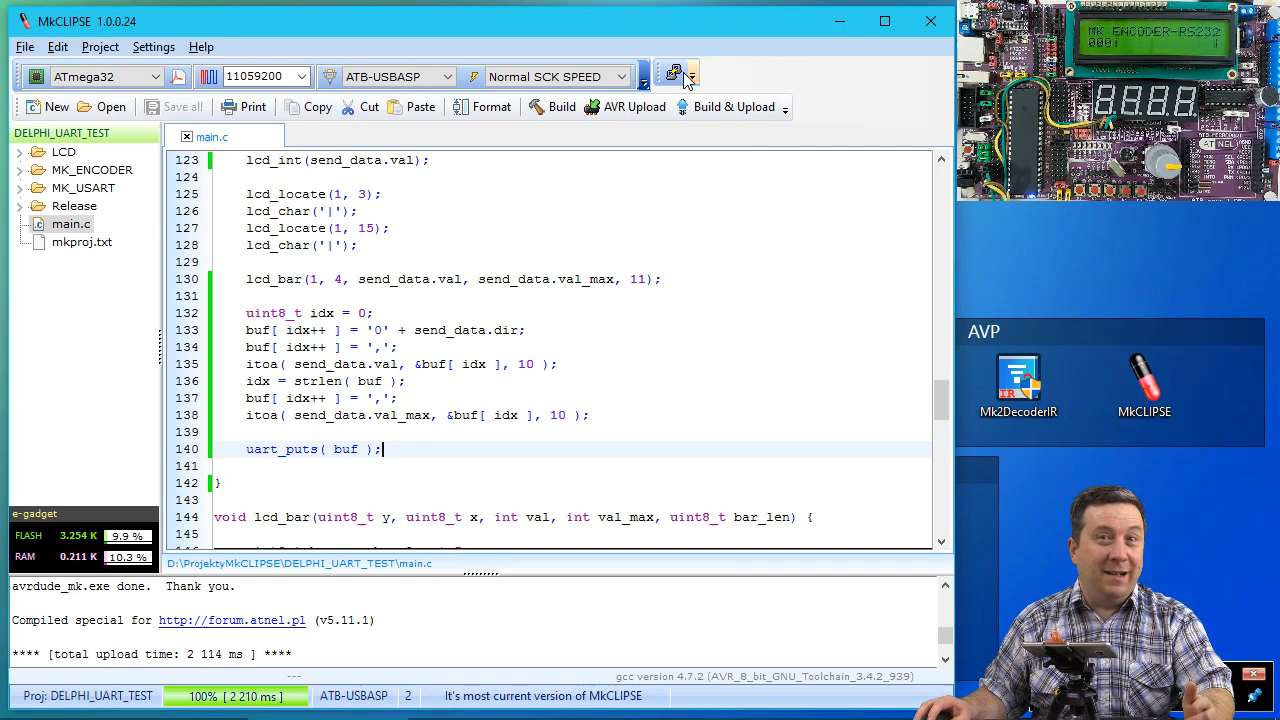 MkCLIPSE 1.0.0.24
File Edit Project Settings Help
ATmega32 11059200 ATB-USBASP Normal SCK SPEED
New Open Save all Print Copy Cut Paste Format Build AVR Upload Build & Upload
DELPHI_UART_TEST
LCD
MK_ENCODER
MK_USART
Release
main.c
mkproj.txt
main.c
123 lcd_int(send_data.val);
124
125 lcd_locate(1, 3);
126 lcd_char('|');
127 lcd_locate(1, 15);
128 lcd_char('|');
129
130 lcd_bar(1, 4, send_data.val, send_data.val_max, 11);
131
132 uint8_t idx = 0;
133 buf[ idx++ ] = '0' + send_data.dir;
134 buf[ idx++ ] = ',';
135 itoa( send_data.val, &buf[ idx ], 10 );
136 idx = strlen( buf );
137 buf[ idx++ ] = ',';
138 itoa( send_data.val_max, &buf[ idx ], 10 );
139
140 uart_puts( buf );
141
142 }
143
144 void lcd_bar(uint8_t y, uint8_t x, int val, int val_max, uint8_t bar_len) {
145
e-gadget
FLASH 3.254 K 9.9 %
RAM 0.211 K 10.3 %
D:\ProjektyMkCLIPSE\DELPHI_UART_TEST\main.c
avrdude_mk.exe done. Thank you.
Compiled special for http://forum.atnel.pl (v5.11.1)
**** [total upload time: 2 114 ms ] ****
gcc version 4.7.2 (AVR_8_bit_GNU_Toolchain_3.4.2_939)
Proj: DELPHI_UART_TEST 100% [ 2 210 ms ] ATB-USBASP 2 It's most current version of MkCLIPSE
MK ENCODER-RS232
000|
ATNEL
AVP
IR
Mk2DecoderIR
MkCLIPSE